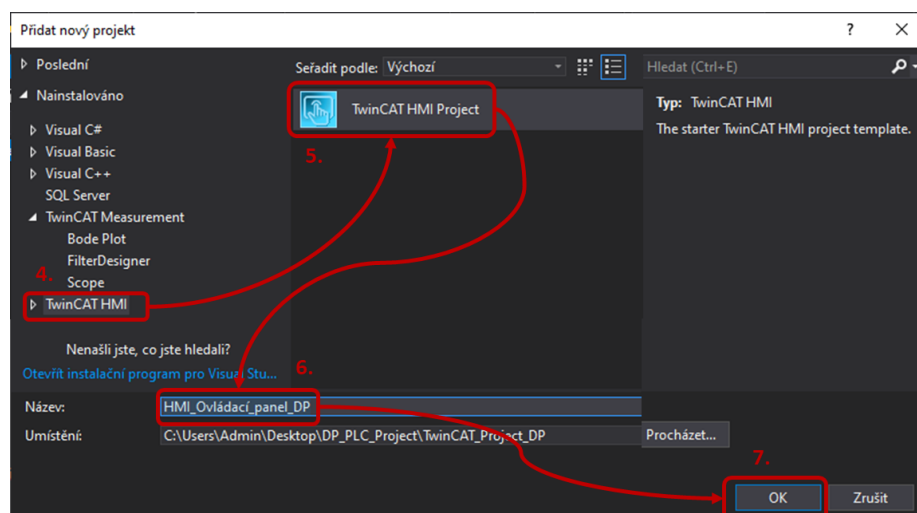 Přidat nový projekt
Poslední
Nainstalováno
Visual C#
Visual Basic
Visual C++
SQL Server
TwinCAT Measurement
Bode Plot
FilterDesigner
4.
Scope
TwinCAT HMI
Nenašli jste, co jste hledali?
Otevřít instalační program pro Visual Stu...
Seřadit podle: Výchozí
TwinCAT HMI Project
5.
Hledat (Ctrl+E)
Typ: TwinCAT HMI
The starter TwinCAT HMI project template.
6.
Název: HMI_Ovládací_panel_DP
Umístění: C:\Users\Admin\Desktop\DP_PLC_Project\TwinCAT_Project_DP
Procházet...
7.
OK
Zrušit